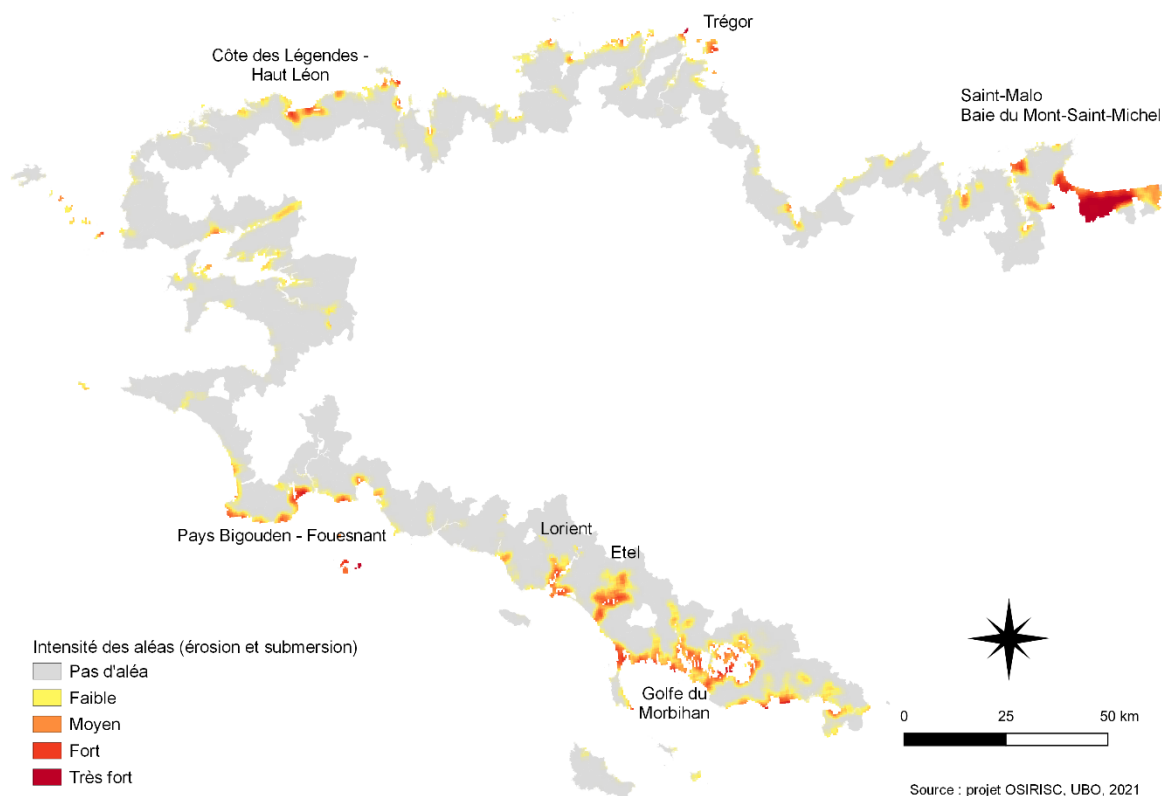 Trégor
Côte des Légendes -
Haut Léon
Saint-Malo
Baie du Mont-Saint-Michel
Pays Bigouden - Fouesnant
Lorient
Etel
Golfe du
Morbihan
Intensité des aléas (érosion et submersion)
Pas d'aléa
Faible
Moyen
Fort
Très fort
0 25 50 km
Source : projet OSIRISC, UBO, 2021